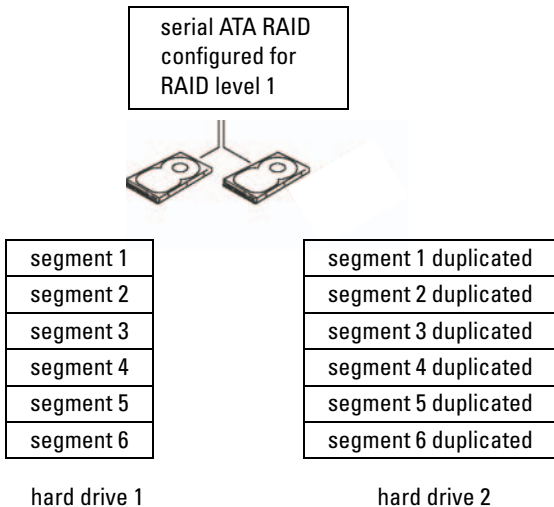 serial ATA RAID
configured for
RAID level 1
segment 1
segment 2
segment 3
segment 4
segment 5
segment 6
hard drive 1
segment 1 duplicated
segment 2 duplicated
segment 3 duplicated
segment 4 duplicated
segment 5 duplicated
segment 6 duplicated
hard drive 2